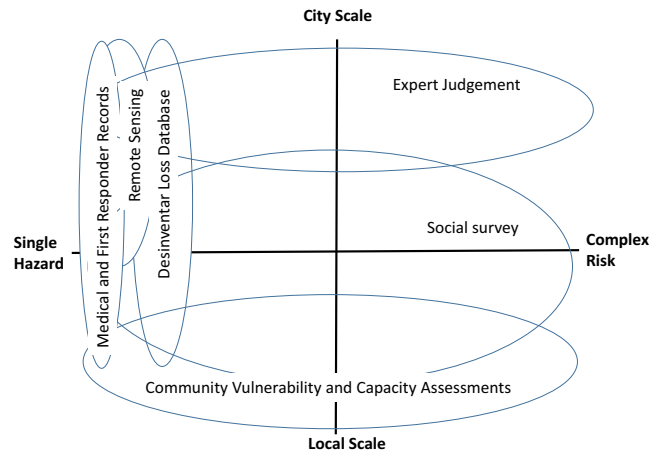 City Scale
Expert Judgement
Medical and First Responder Records
Remote Sensing
Desinventar Loss Database
Social survey
Single
Hazard
Complex
Risk
Community Vulnerability and Capacity Assessments
Local Scale